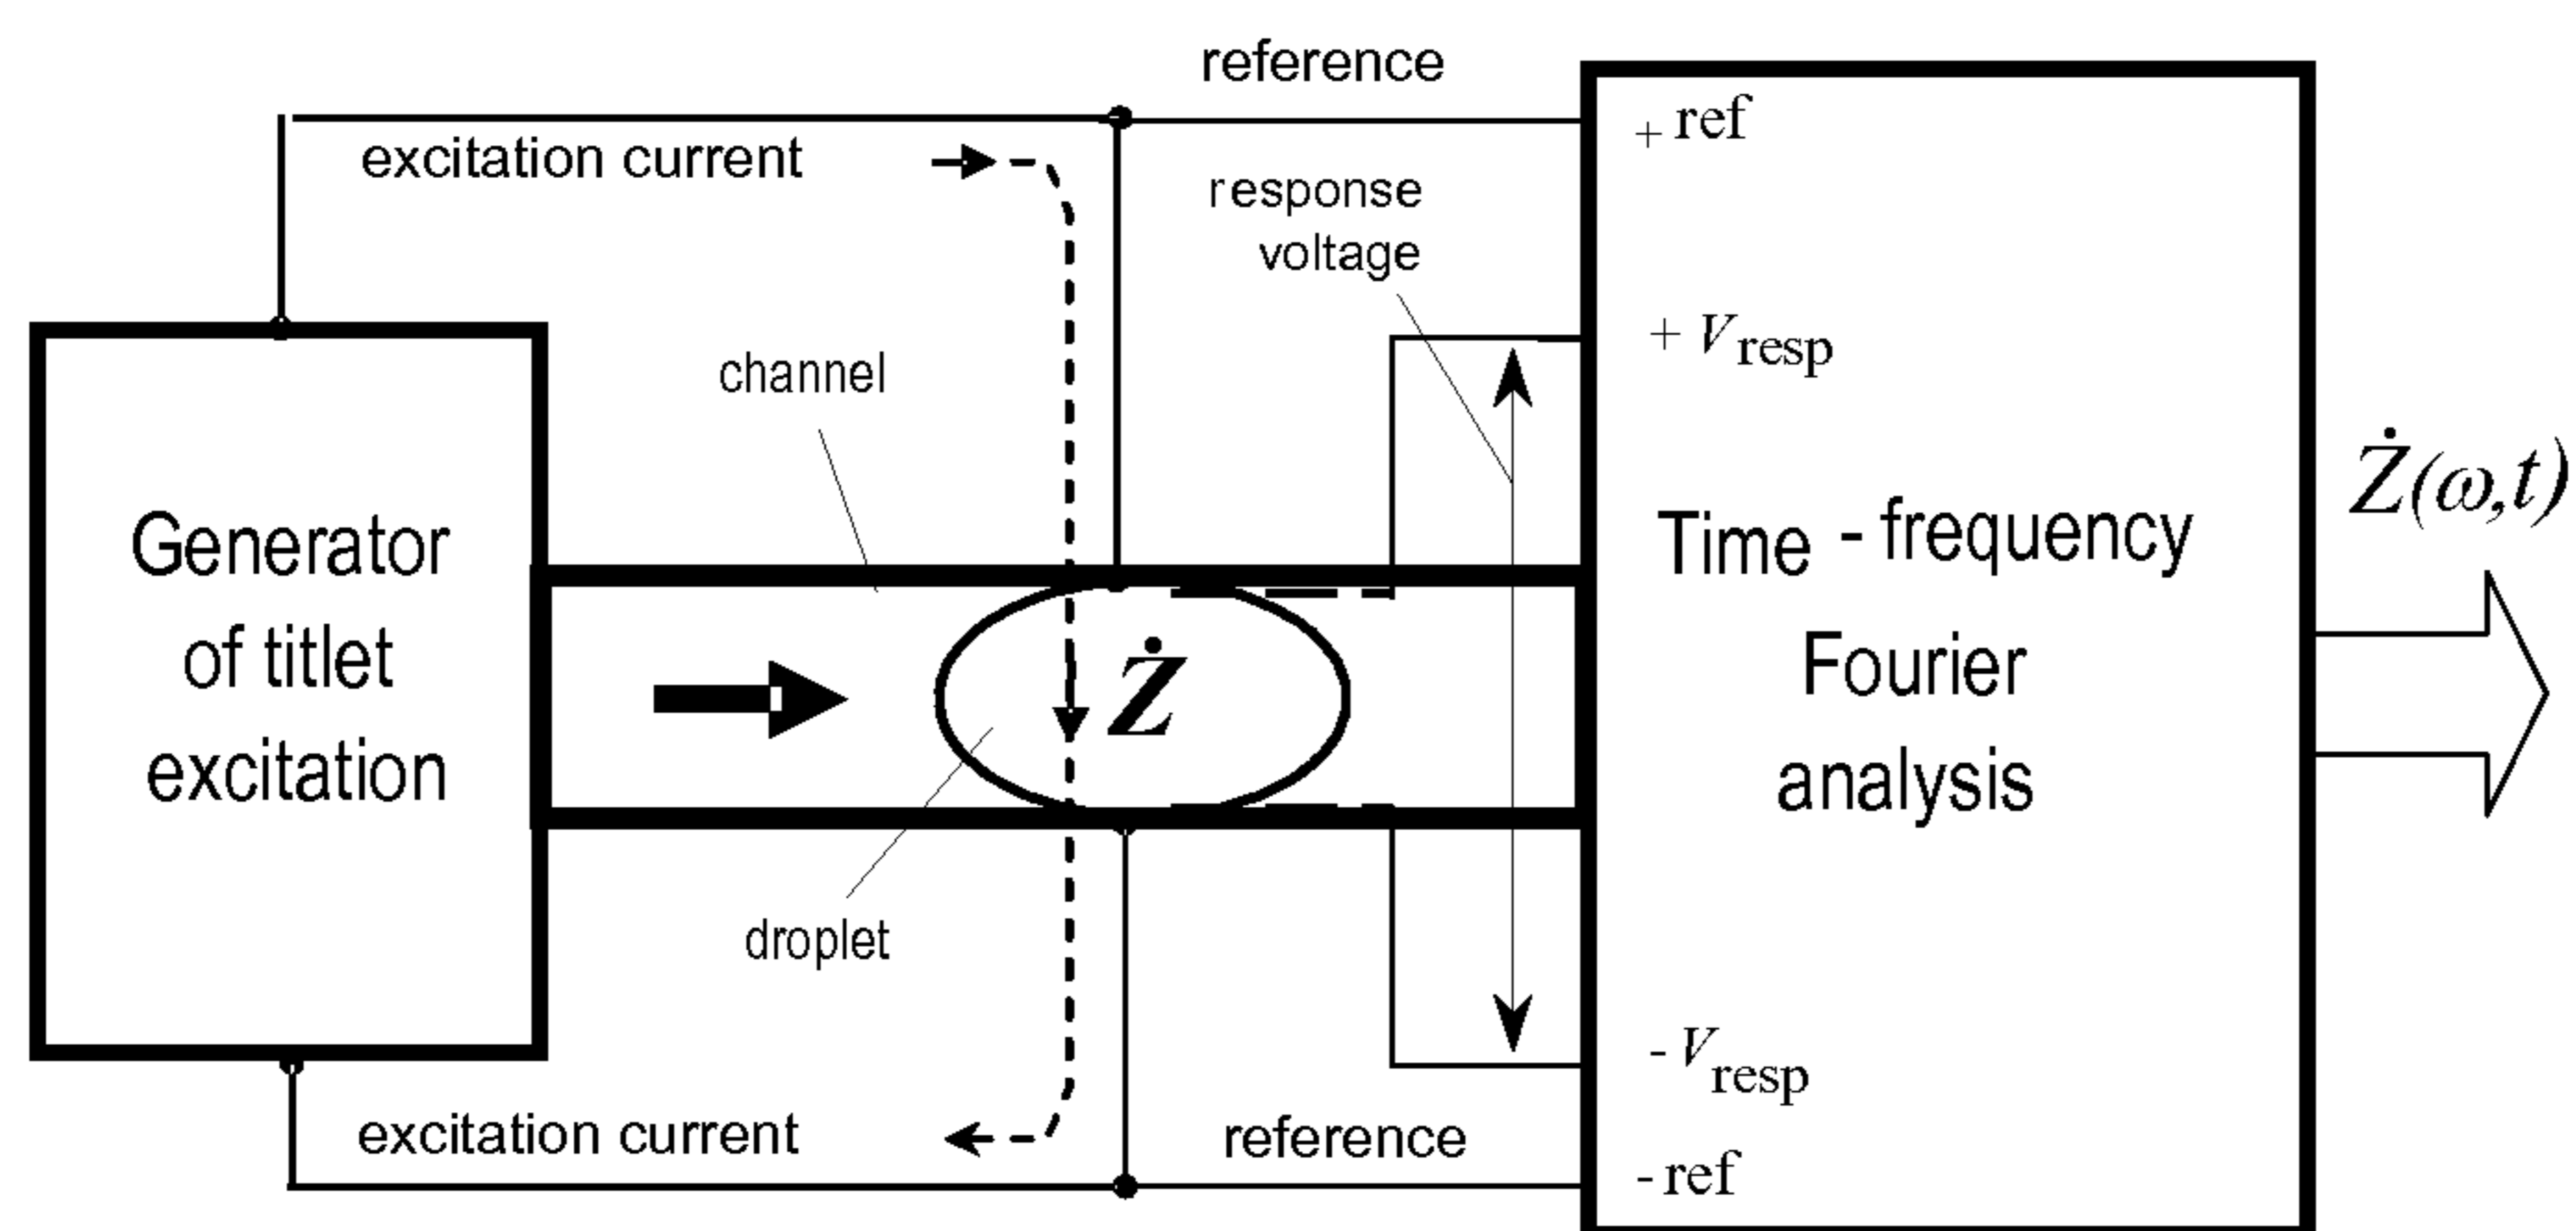 reference
+ ref
excitation current
response
voltage
+ Vresp
channel
Generator
of titlet
excitation
Ż
Time - frequency
Fourier
analysis
Ż(ω,t)
droplet
- Vresp
excitation current
reference
- ref